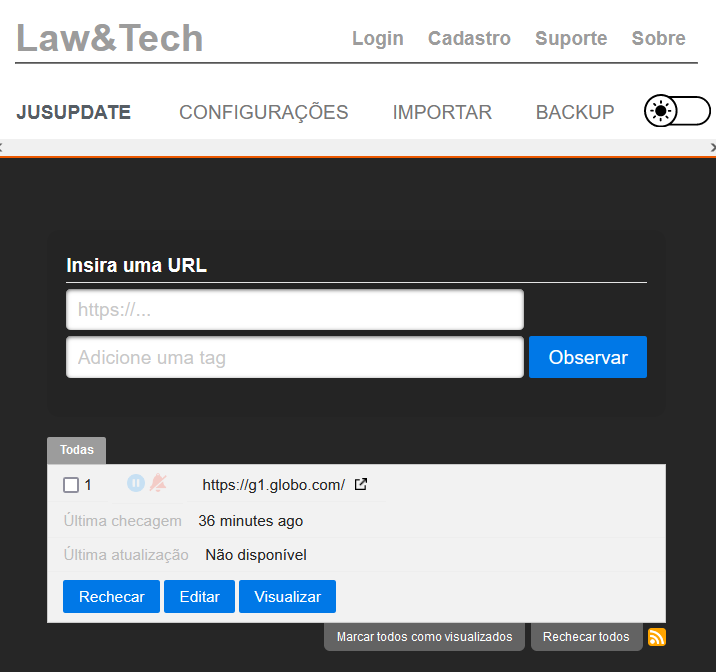 Law&Tech
Login Cadastro Suporte Sobre
JUSUPDATE CONFIGURAÇÕES IMPORTAR BACKUP
Insira uma URL
https://...
Adicione uma tag
Observar
Todas
1 https://g1.globo.com/
Última checagem 36 minutes ago
Última atualização Não disponível
Rechecar Editar Visualizar
Marcar todos como visualizados Rechecar todos